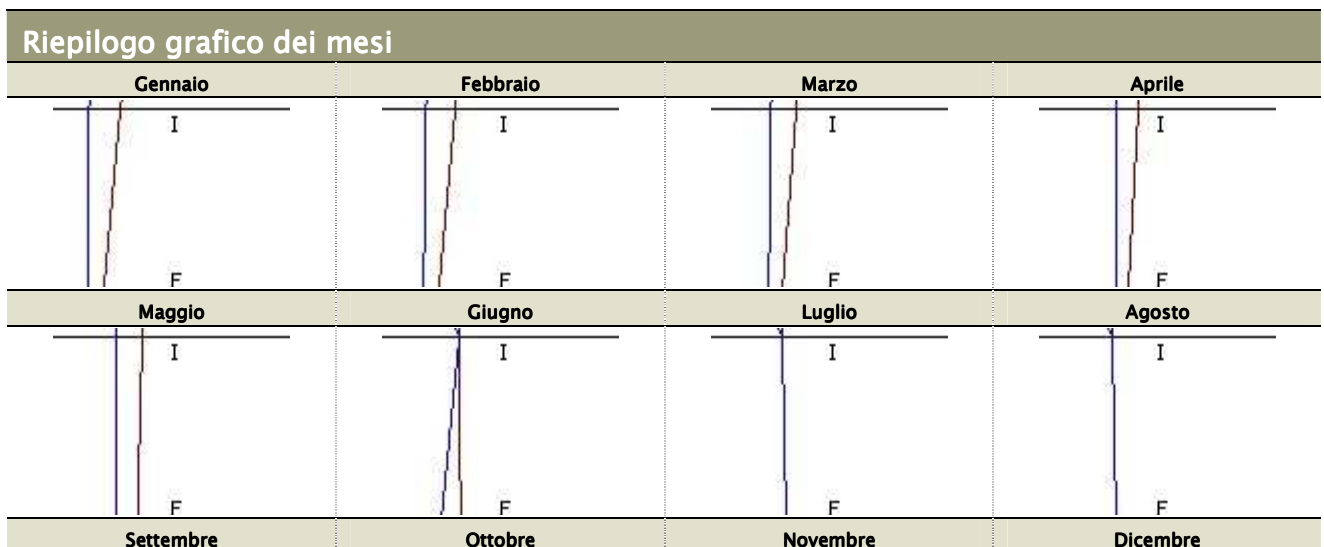 Riepilogo grafico dei mesi
Gennaio Febbraio Marzo Aprile
I I I I
F F F F
Maggio Giugno Luglio Agosto
I I I I
F F F F
Settembre Ottobre Novembre Dicembre